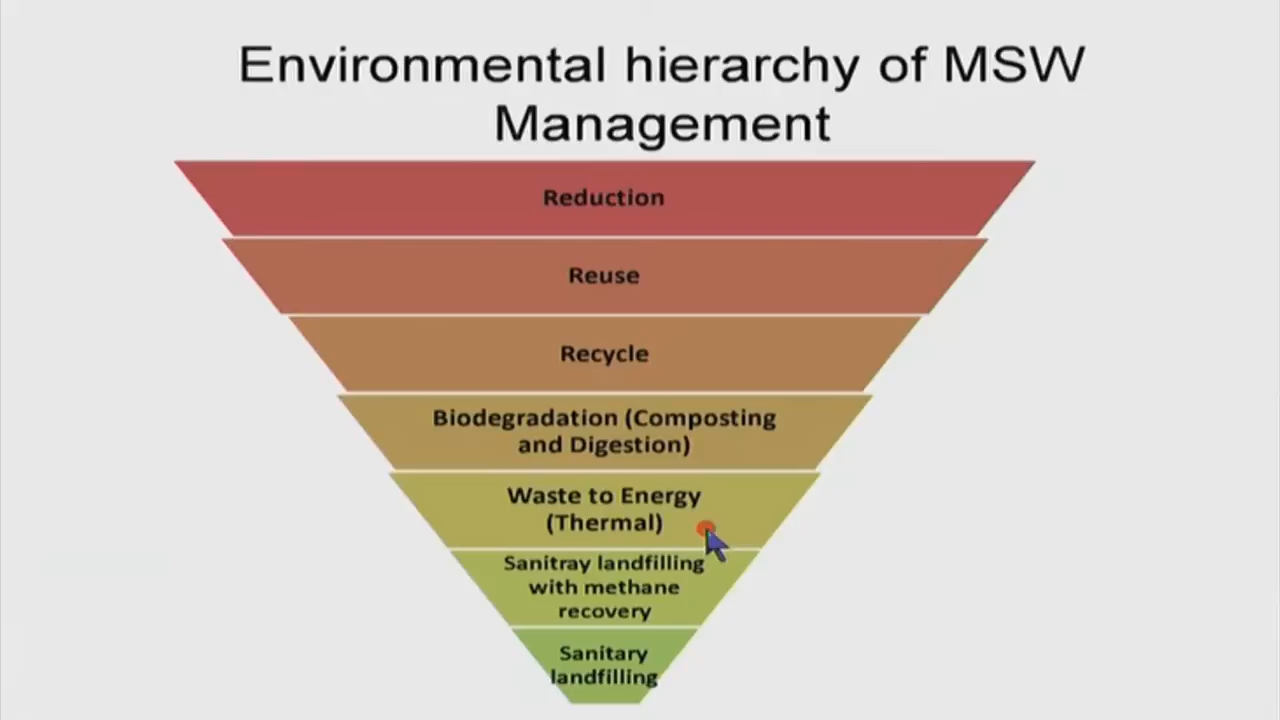 Environmental hierarchy of MSW
Management
Reduction
Reuse
Recycle
Biodegradation (Composting
and Digestion)
Waste to Energy
(Thermal)
Sanitray landfilling
with methane
recovery
Sanitary
landfilling